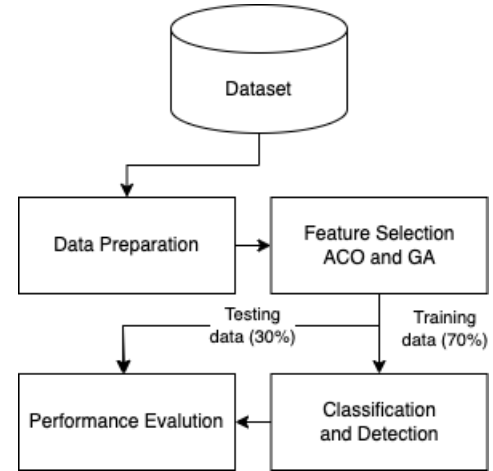 Dataset
Data Preparation
Feature Selection
ACO and GA
Testing
data (30%)
Training
data (70%)
Performance Evalution
Classification
and Detection